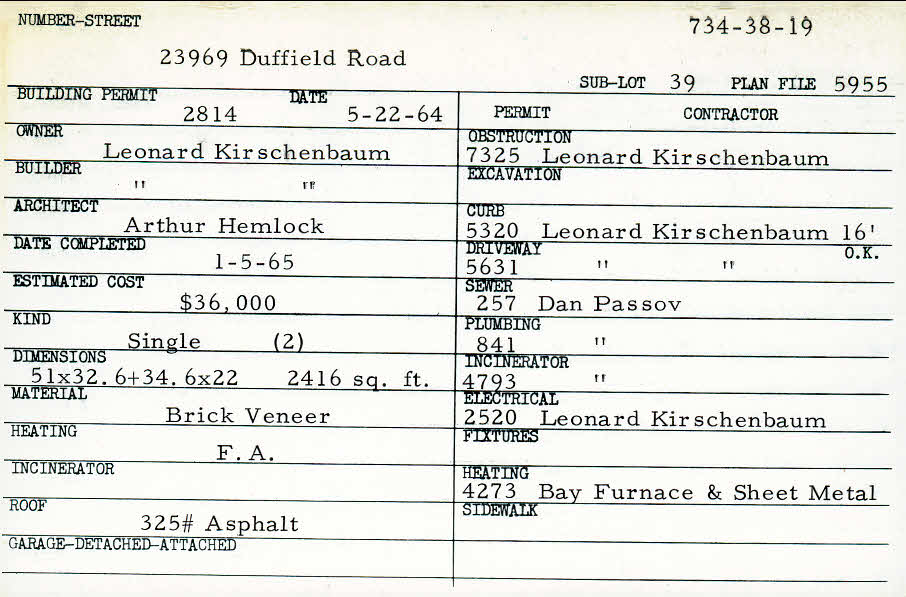 NUMBER-STREET
734-38-19
23969 Duffield Road
SUB-LOT 39 PLAN FILE 5955
BUILDING PERMIT DATE
2814 5-22-64
OWNER
Leonard Kirschenbaum
BUILDER
" "
ARCHITECT
Arthur Hemlock
DATE COMPLETED
1-5-65
ESTIMATED COST
$36,000
KIND
Single (2)
DIMENSIONS
51x32.6+34.6x22 2416 sq. ft.
MATERIAL
Brick Veneer
HEATING
F.A.
INCINERATOR
ROOF
325# Asphalt
GARAGE-DETACHED-ATTACHED
PERMIT CONTRACTOR
OBSTRUCTION
7325 Leonard Kirschenbaum
EXCAVATION
CURB
5320 Leonard Kirschenbaum 16'
DRIVEWAY O.K.
5631 " "
SEWER
257 Dan Passov
PLUMBING
841 "
INCINERATOR
4793 "
ELECTRICAL
2520 Leonard Kirschenbaum
FIXTURES
HEATING
4273 Bay Furnace & Sheet Metal
SIDEWALK